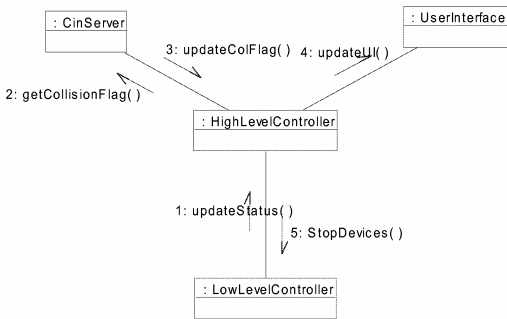 : CinServer
: UserInterface
3: updateColFlag( )
4: updateUI( )
2: getCollisionFlag( )
: HighLevelController
1: updateStatus( )
5: StopDevices( )
: LowLevelController